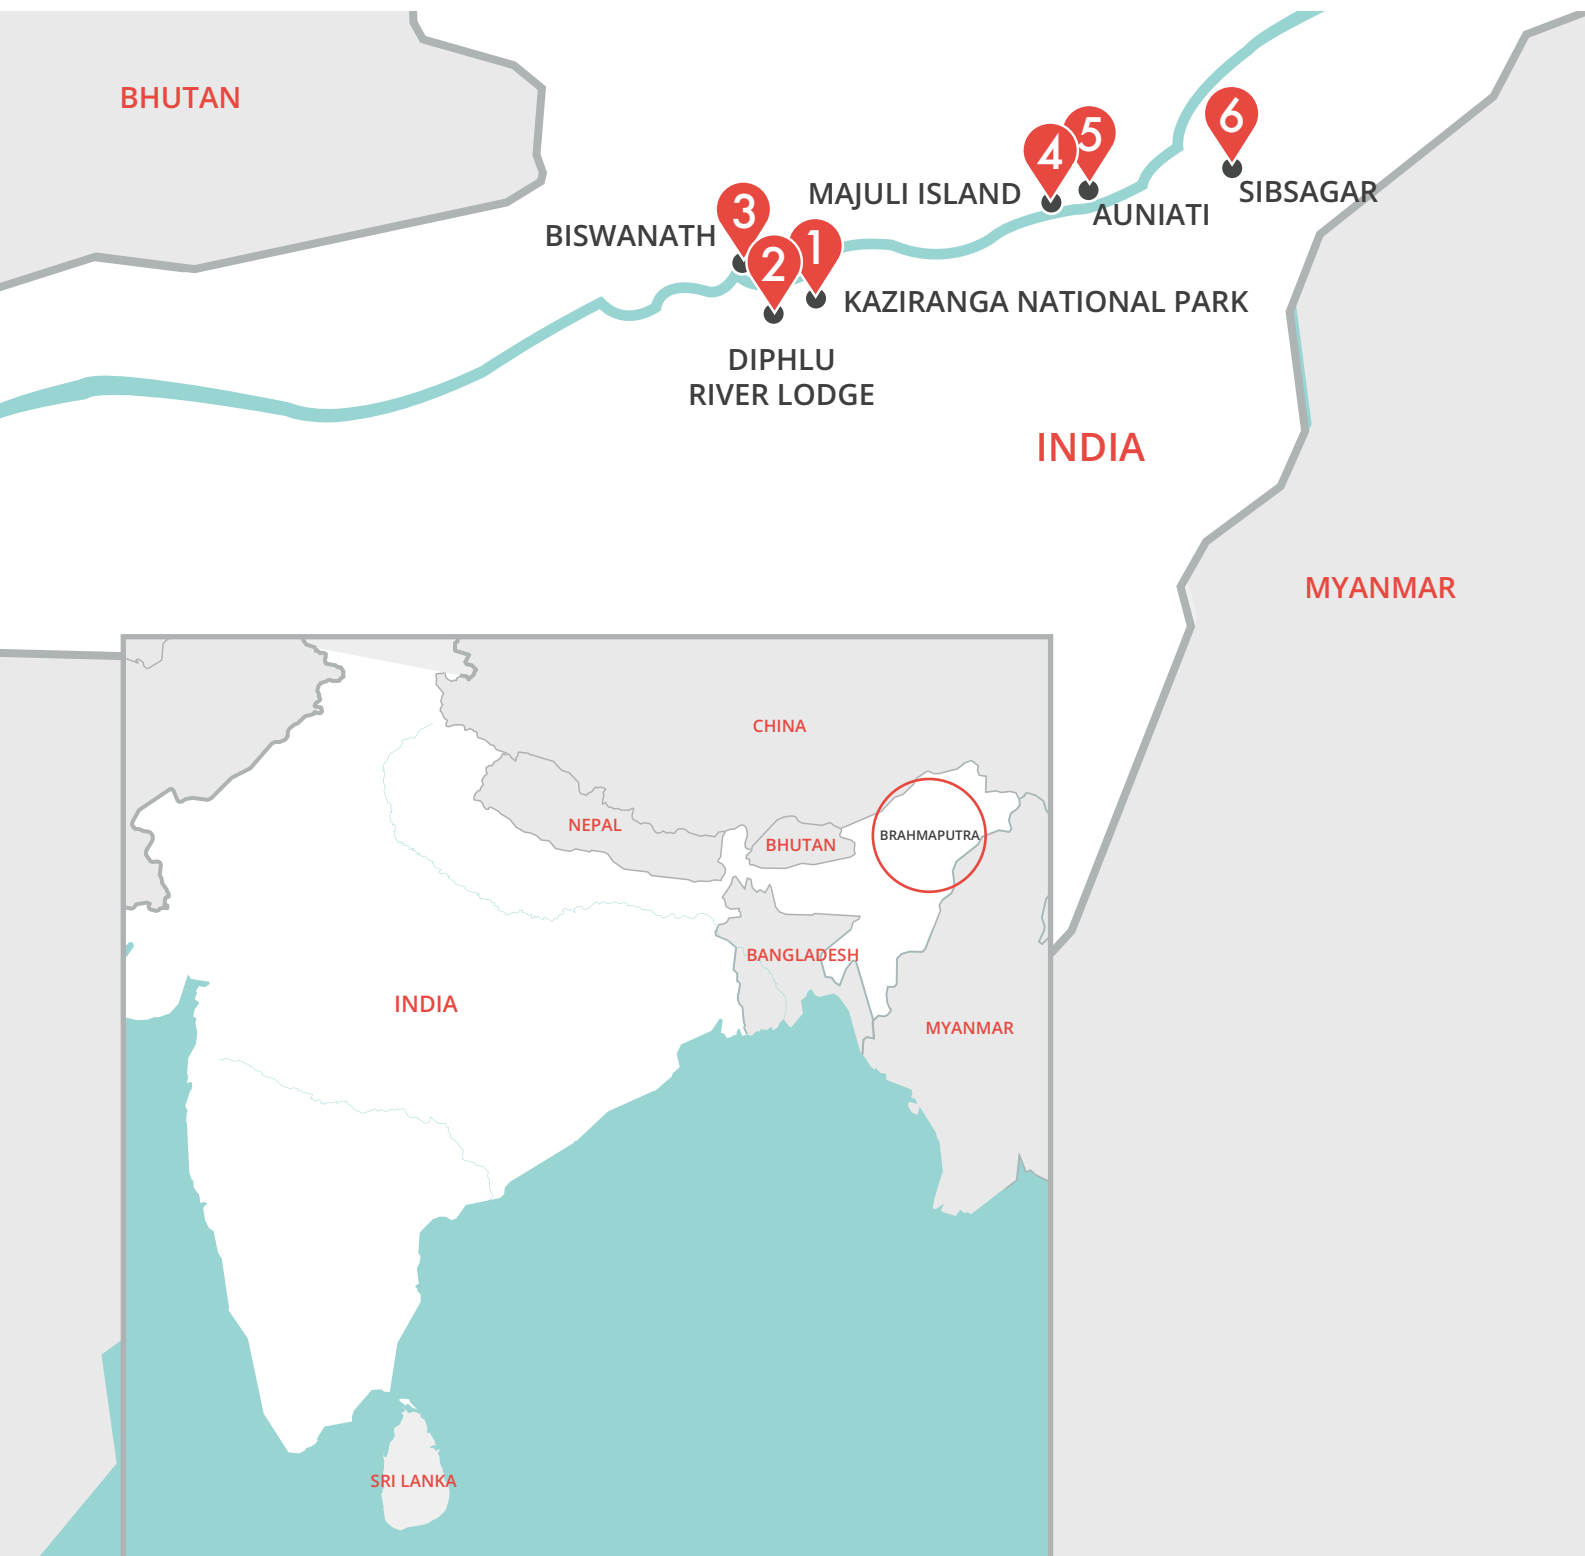 BHUTAN
6
5
4
SIBSAGAR
MAJULI ISLAND
3
AUNIATI
BISWANATH
1
2
KAZIRANGA NATIONAL PARK
DIPHLU
RIVER LODGE
INDIA
MYANMAR
CHINA
NEPAL
BRAHMAPUTRA
BHUTAN
BANGLADESH
INDIA
MYANMAR
SRI LANKA